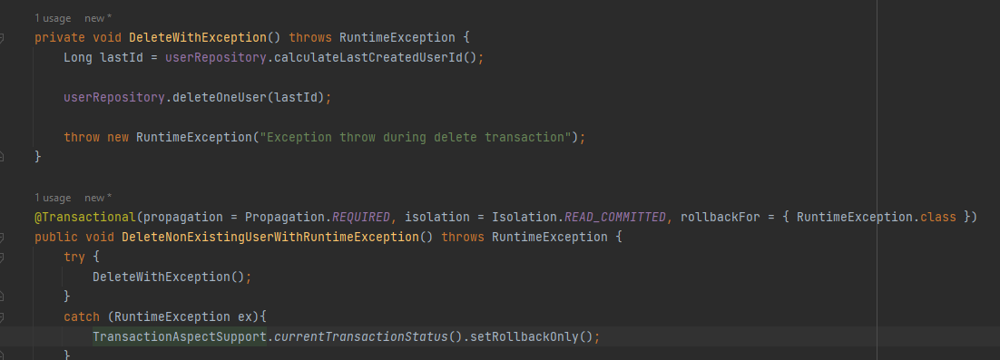 1 usage new *
private void DeleteWithException() throws RuntimeException {
Long lastId = userRepository.calculateLastCreatedUserId();
userRepository.deleteOneUser(lastId);
throw new RuntimeException("Exception throw during delete transaction");
}
1 usage new *
@Transactional(propagation = Propagation.REQUIRED, isolation = Isolation.READ_COMMITTED, rollbackFor = { RuntimeException.class })
public void DeleteNonExistingUserWithRuntimeException() throws RuntimeException {
try {
DeleteWithException();
}
catch (RuntimeException ex){
TransactionAspectSupport.currentTransactionStatus().setRollbackOnly();
}